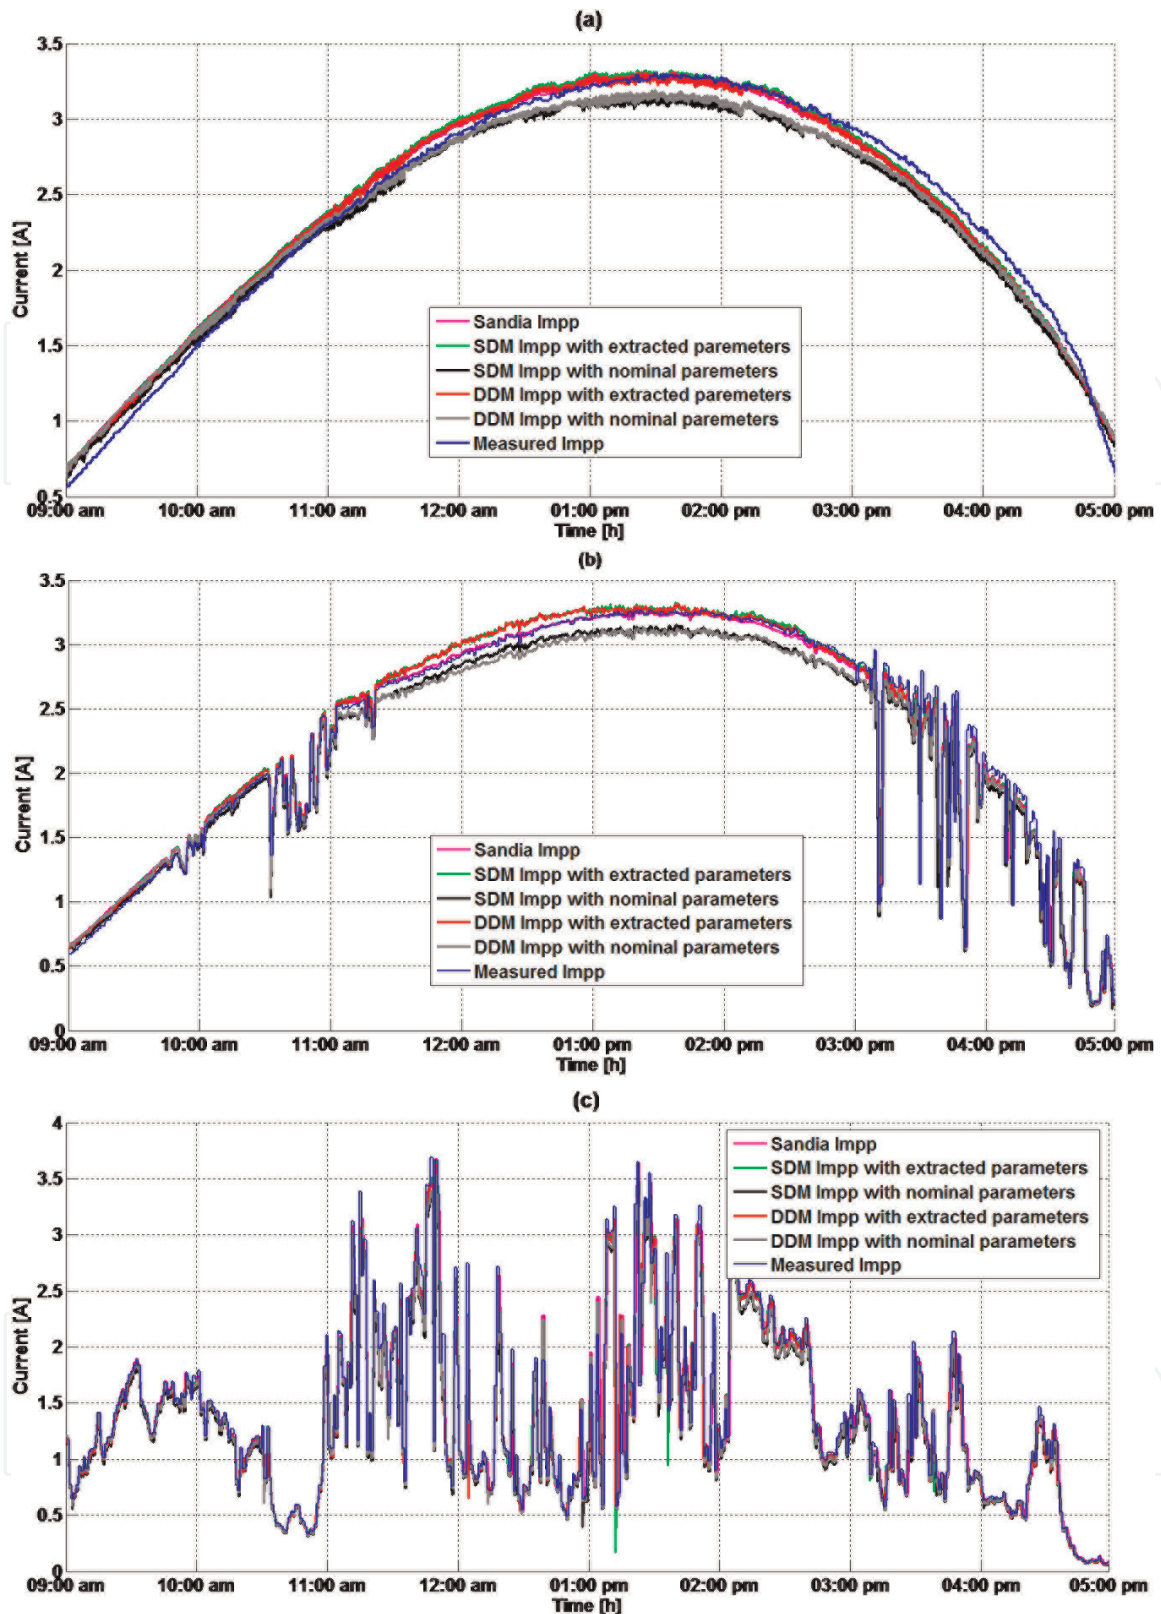 (a)
3.5
3
2.5
2
1.5
1
0.5
Current [A]
Sandia Impp
SDM Impp with extracted paremeters
SDM Impp with nominal paremeters
DDM Impp with extracted paremeters
DDM Impp with nominal paremeters
Measured Impp
09:00 am 10:00 am 11:00 am 12:00 am 01:00 pm 02:00 pm 03:00 pm 04:00 pm 05:00 pm
Time [h]
(b)
3.5
3
2.5
2
1.5
1
0.5
0
Current [A]
Sandia Impp
SDM Impp with extracted parameters
SDM Impp with nominal parameters
DDM Impp with extracted parameters
DDM Impp with nominal parameters
Measured Impp
09:00 am 10:00 am 11:00 am 12:00 am 01:00 pm 02:00 pm 03:00 pm 04:00 pm 05:00 pm
Time [h]
(c)
4
3.5
3
2.5
2
1.5
1
0.5
0
Current [A]
Sandia Impp
SDM Impp with extracted parameters
SDM Impp with nominal parameters
DDM Impp with extracted parameters
DDM Impp with nominal parameters
Measured Impp
09:00 am 10:00 am 11:00 am 12:00 am 01:00 pm 02:00 pm 03:00 pm 04:00 pm 05:00 pm
Time [h]